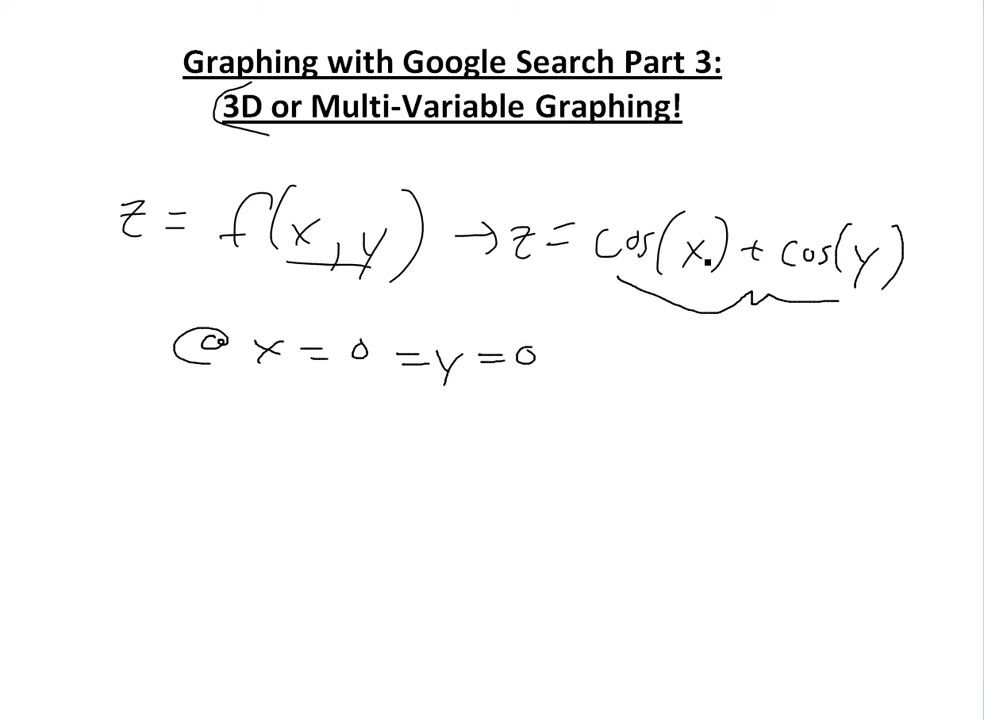 Graphing with Google Search Part 3:
3D or Multi-Variable Graphing!
z = f(x, y) → z = cos(x) + cos(y)
@ x = 0 = y = 0